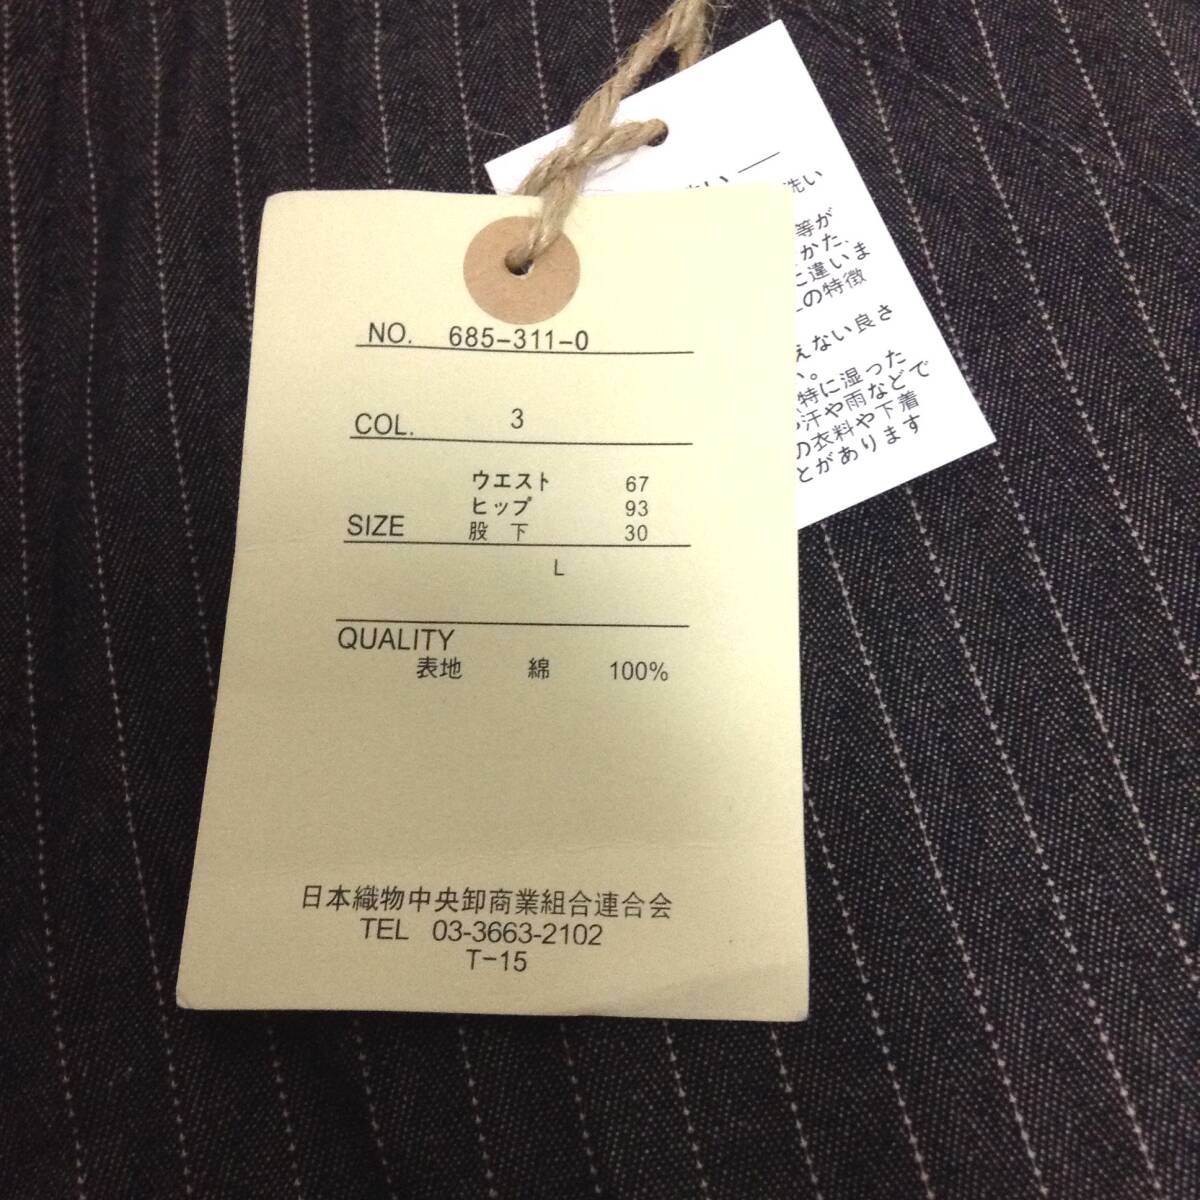 NO. 685-311-0
COL. 3
ウエスト 67
ヒップ 93
SIZE 股下 30
L
QUALITY
表地 綿 100%
日本織物中央卸商業組合連合会
TEL 03-3663-2102
T-15
洗い
等が
かた、
に違いま
の特徴
えない良さ
い。
特に湿った
汗や雨などで
の衣料や下着
とがあります